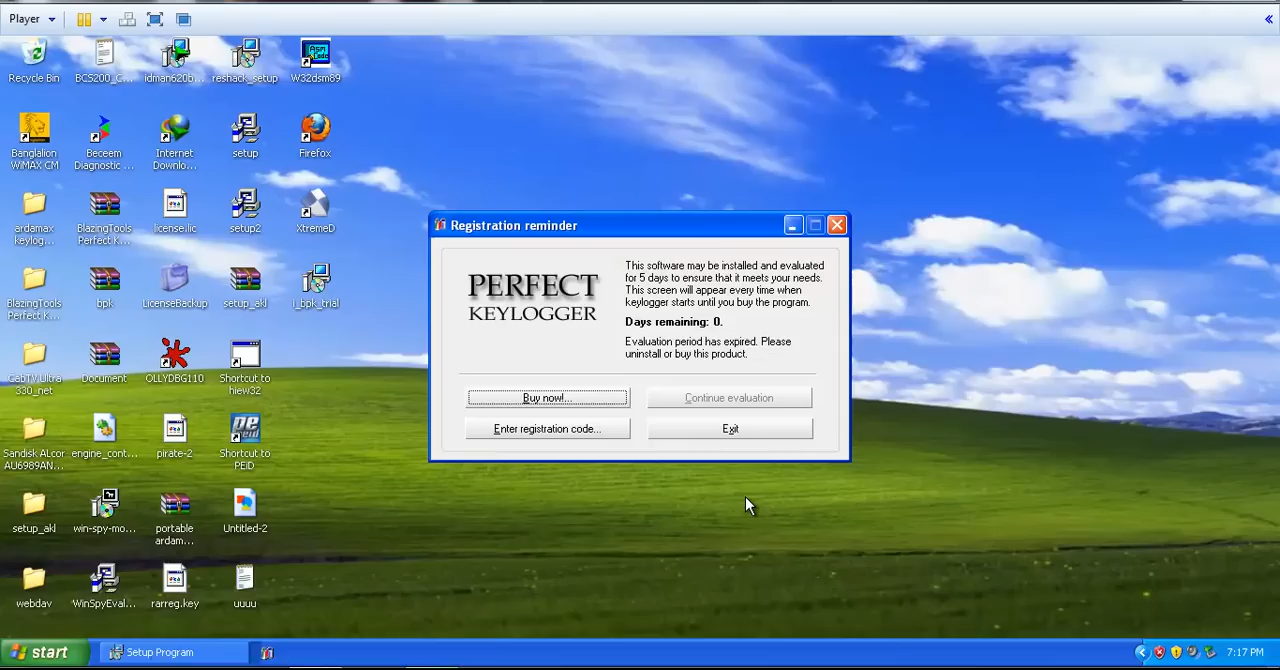 Player
Recycle Bin
BCS200_C...
idman620b...
reshack_setup
W32dsm89
Banglalion
WiMAX CM
Beceem
Diagnostic ...
Internet
Downlo...
setup
Firefox
ardamax
keylog...
BlazingTools
Perfect K...
license.lic
setup2
XtremeD
BlazingTools
Perfect K...
bpk
LicenseBackup
setup_akl
i_bpk_trial
CabTVUltra
330_net
Document
OLLYDBG110
Shortcut to
hiew32
Sandisk ALcor
AU6989AN...
engine_cont...
pirate-2
Shortcut to
PEiD
setup_akl
win-spy-mo...
portable
ardam...
Untitled-2
webdav
WinSpyEval...
rarreg.key
uuuu
Registration reminder
PERFECT
KEYLOGGER
This software may be installed and evaluated
for 5 days to ensure that it meets your needs.
This screen will appear every time when
keylogger starts until you buy the program.
Days remaining: 0.
Evaluation period has expired. Please
uninstall or buy this product.
Buy now!...
Continue evaluation
Enter registration code...
Exit
start
Setup Program
7:17 PM